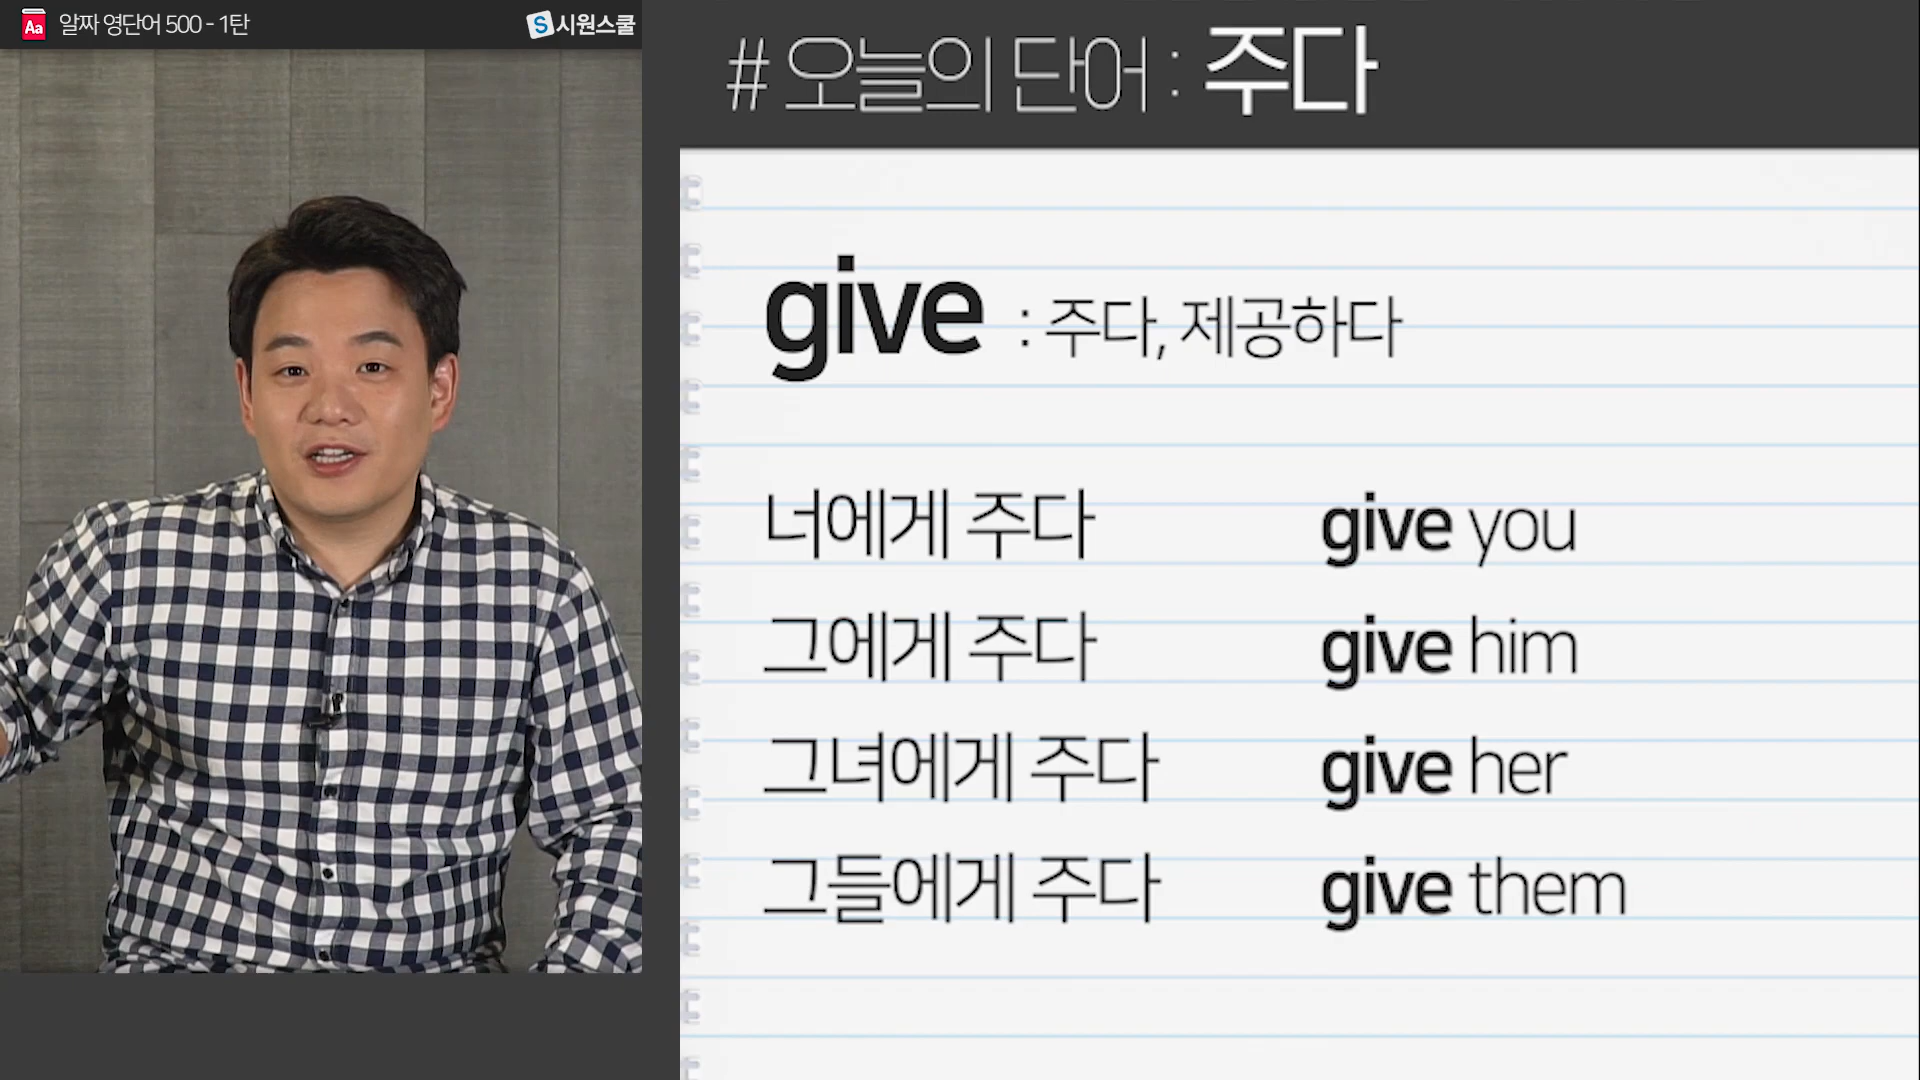 Aa 알짜 영단어 500 - 1탄
S 시원스쿨
# 오늘의 단어 : 주다
give : 주다, 제공하다
너에게 주다 give you
그에게 주다 give him
그녀에게 주다 give her
그들에게 주다 give them